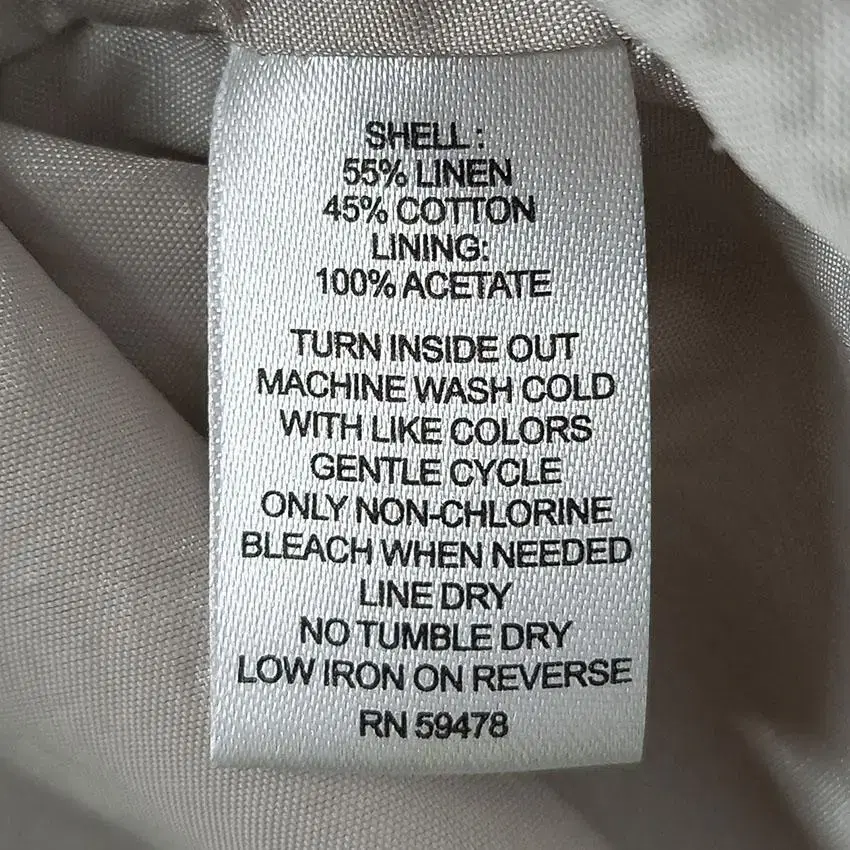 SHELL :
55% LINEN
45% COTTON
LINING:
100% ACETATE
TURN INSIDE OUT
MACHINE WASH COLD
WITH LIKE COLORS
GENTLE CYCLE
ONLY NON-CHLORINE
BLEACH WHEN NEEDED
LINE DRY
NO TUMBLE DRY
LOW IRON ON REVERSE
RN 59478